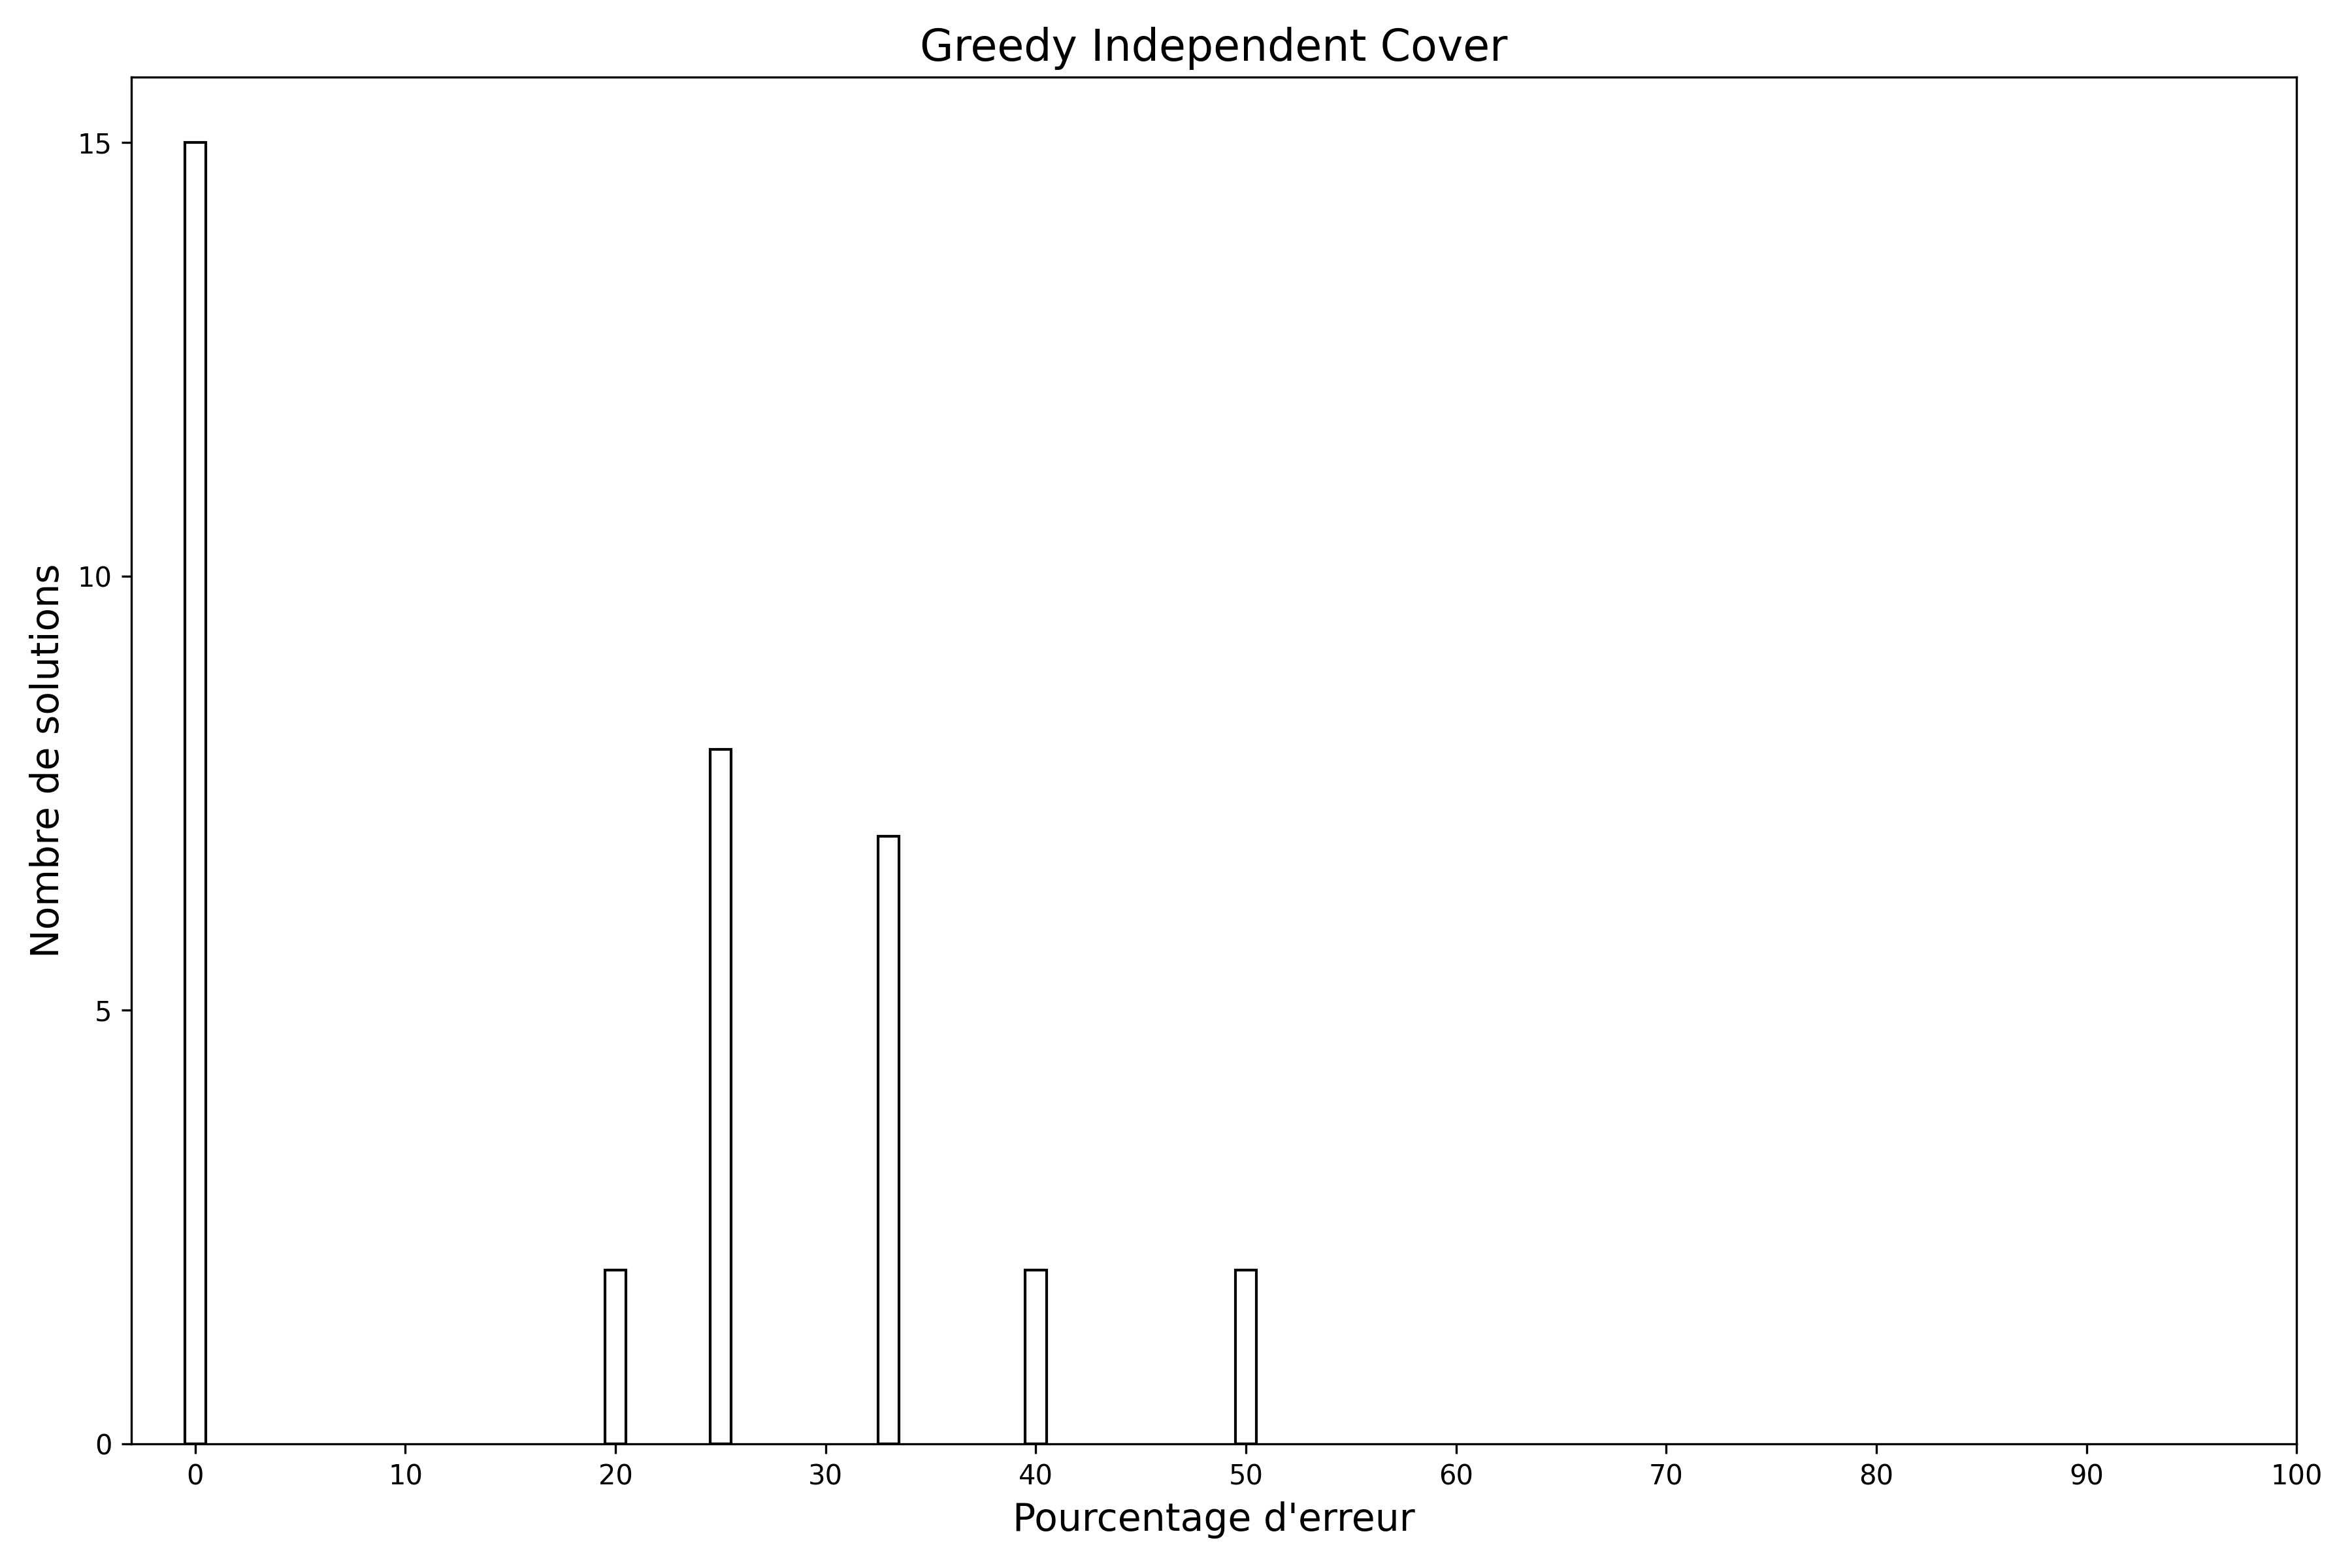 Greedy Independent Cover
15
10
5
0
Nombre de solutions
0 10 20 30 40 50 60 70 80 90 100
Pourcentage d'erreur